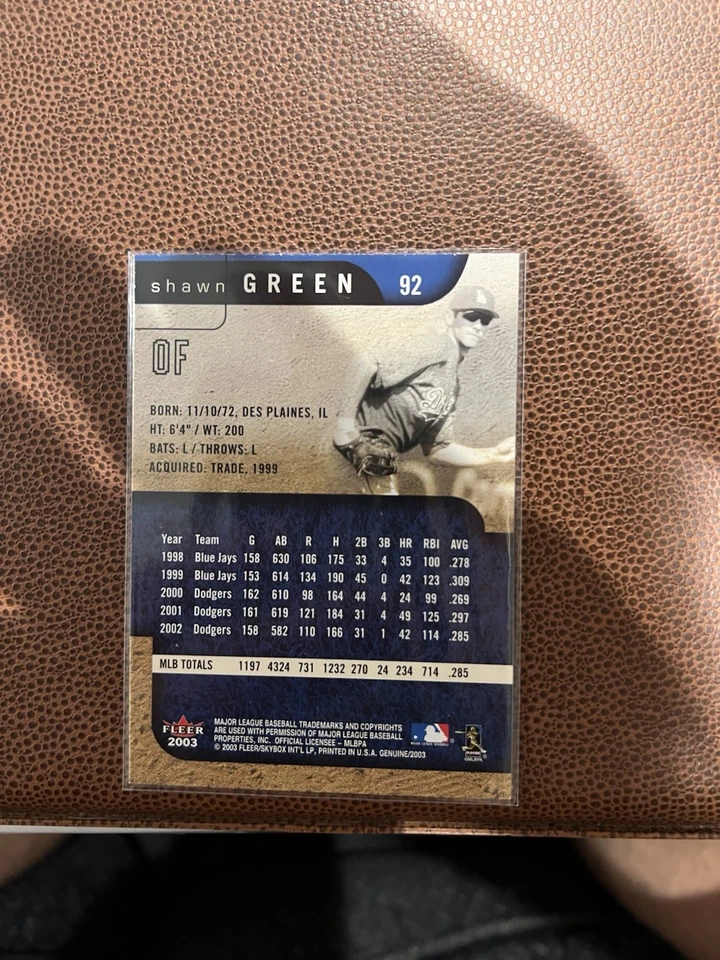 shawn GREEN 92
OF
BORN: 11/10/72, DES PLAINES, IL
HT: 6'4" / WT: 200
BATS: L / THROWS: L
ACQUIRED: TRADE, 1999
Year Team G AB R H 2B 3B HR RBI AVG
1998 Blue Jays 158 630 106 175 33 4 35 100 .278
1999 Blue Jays 153 614 134 190 45 0 42 123 .309
2000 Dodgers 162 610 98 164 44 4 24 99 .269
2001 Dodgers 161 619 121 184 31 4 49 125 .297
2002 Dodgers 158 582 110 166 31 1 42 114 .285
MLB TOTALS 1197 4324 731 1232 270 24 234 714 .285
FLEER
2003
MAJOR LEAGUE BASEBALL TRADEMARKS AND COPYRIGHTS
ARE USED WITH PERMISSION OF MAJOR LEAGUE BASEBALL
PROPERTIES, INC. OFFICIAL LICENSEE – MLBPA
© 2003 FLEER/SKYBOX INT'L LP, PRINTED IN U.S.A. GENUINE/2003